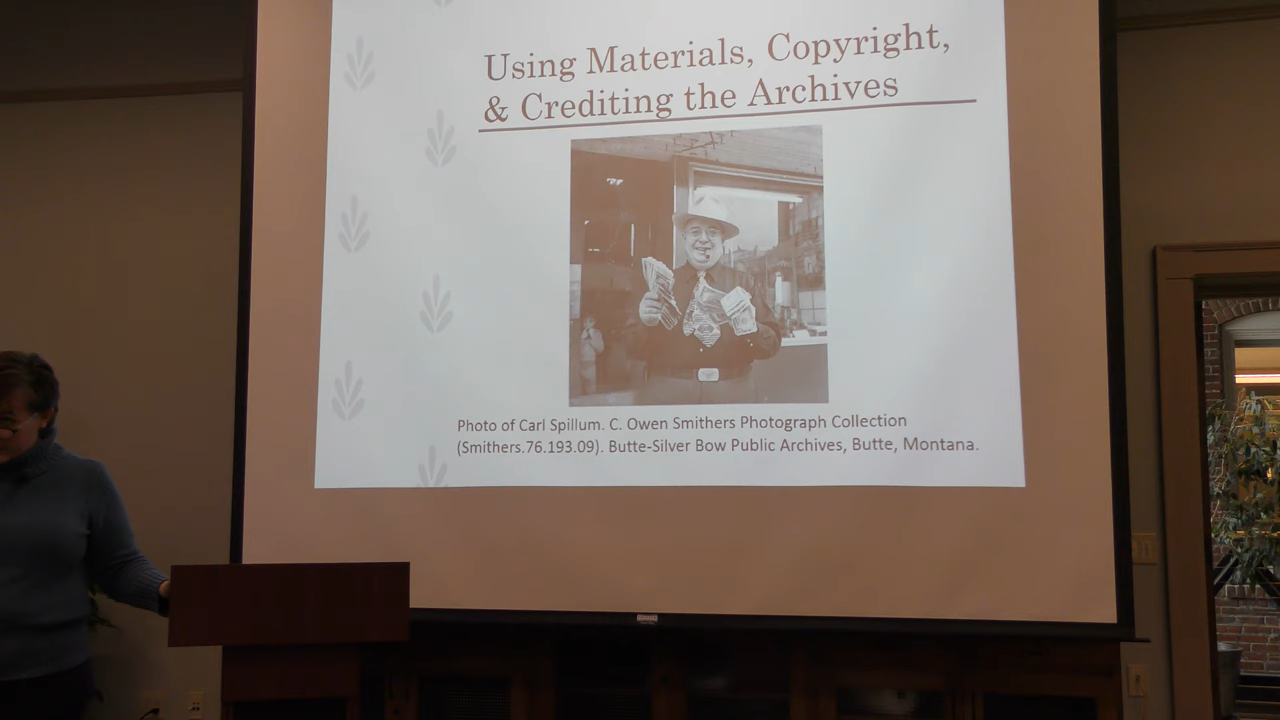 Using Materials, Copyright,
& Crediting the Archives
Photo of Carl Spillum. C. Owen Smithers Photograph Collection
(Smithers.76.193.09). Butte-Silver Bow Public Archives, Butte, Montana.